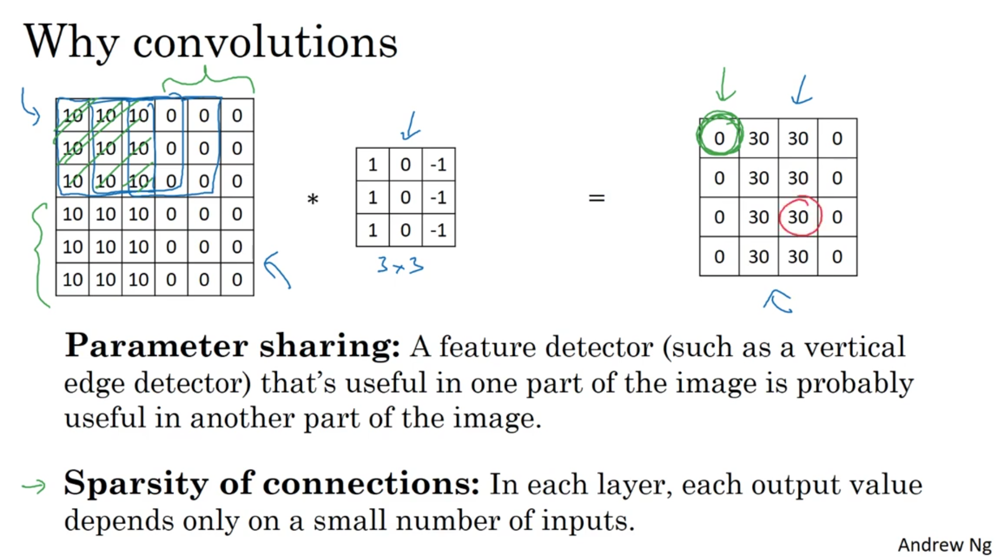 Why convolutions
10 10 10 0 0 0
10 10 10 0 0 0
10 10 10 0 0 0
10 10 10 0 0 0
10 10 10 0 0 0
10 10 10 0 0 0
*
1 0 -1
1 0 -1
1 0 -1
3×3
=
0 30 30 0
0 30 30 0
0 30 30 0
0 30 30 0
Parameter sharing: A feature detector (such as a vertical
edge detector) that’s useful in one part of the image is probably
useful in another part of the image.
→ Sparsity of connections: In each layer, each output value
depends only on a small number of inputs.
Andrew Ng